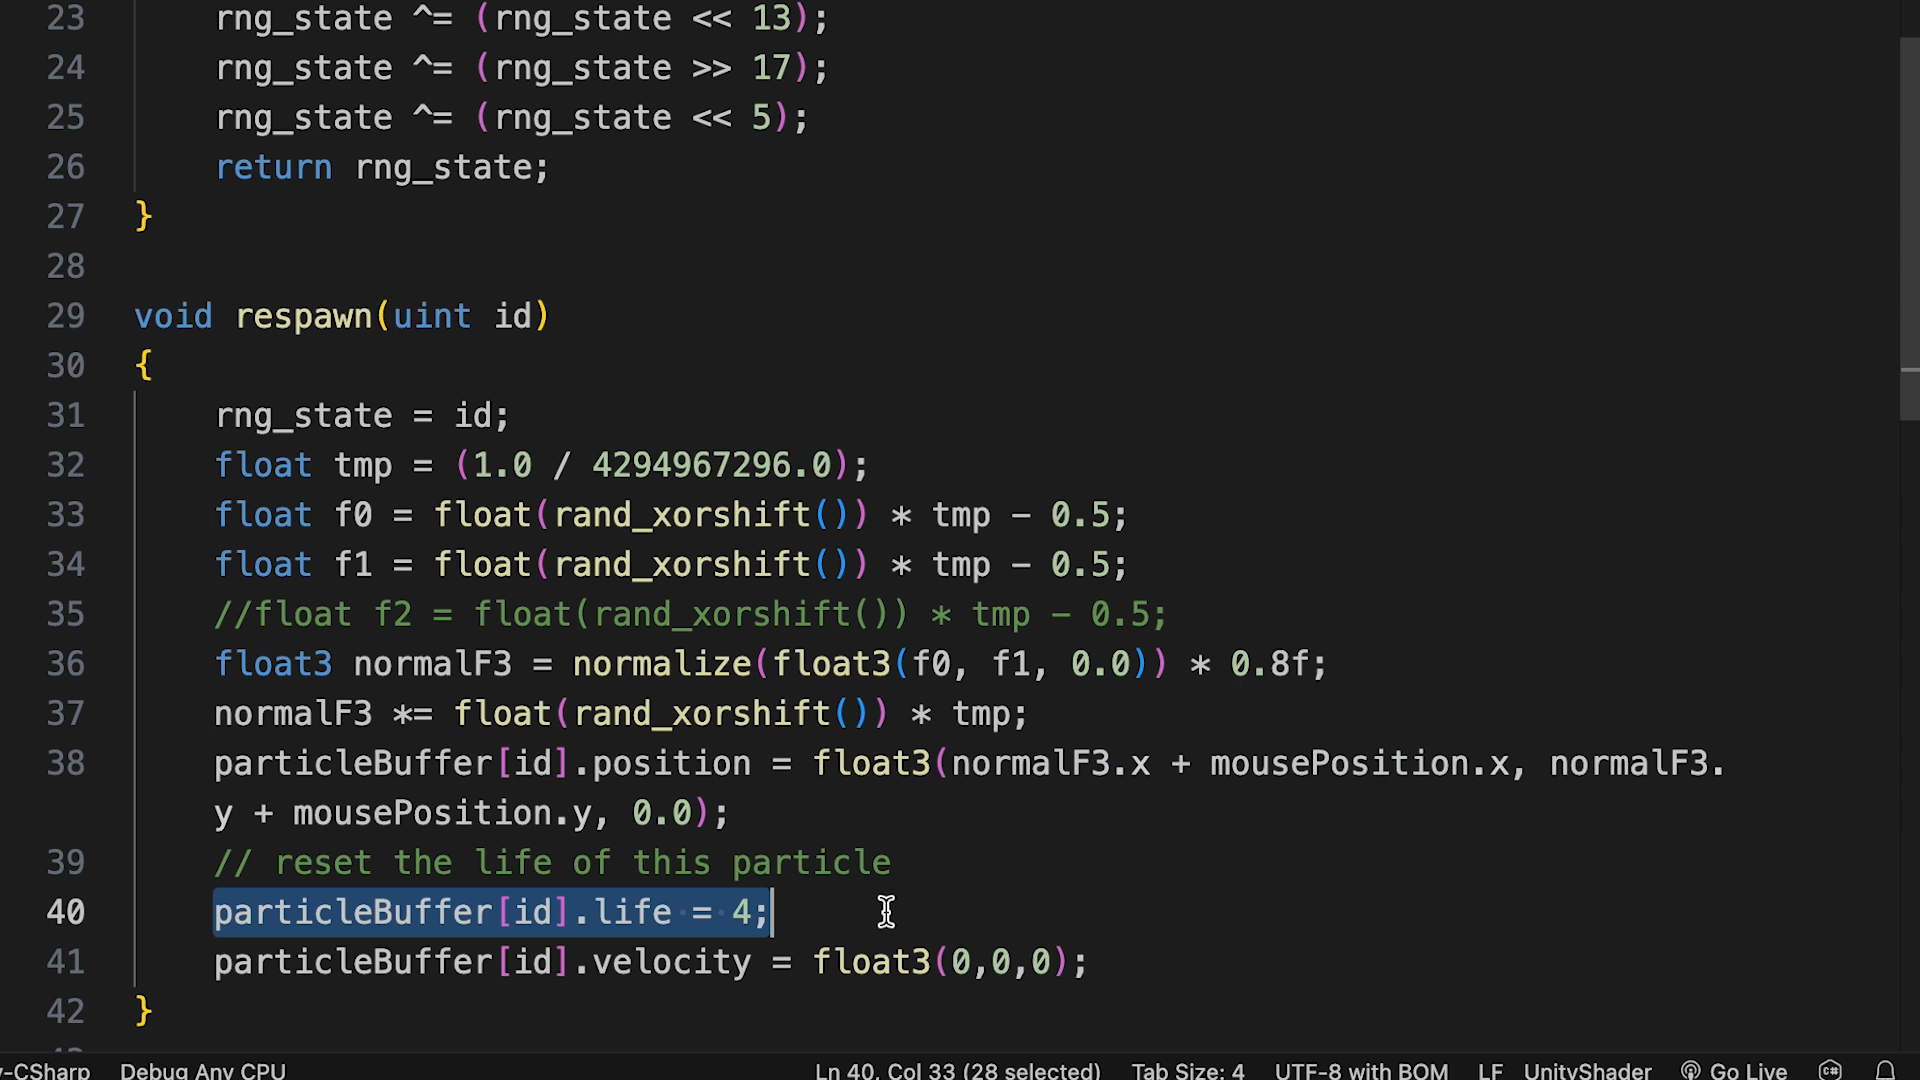 23 rng_state ^= (rng_state << 13);
24 rng_state ^= (rng_state >> 17);
25 rng_state ^= (rng_state << 5);
26 return rng_state;
27 }
28
29 void respawn(uint id)
30 {
31 rng_state = id;
32 float tmp = (1.0 / 4294967296.0);
33 float f0 = float(rand_xorshift()) * tmp - 0.5;
34 float f1 = float(rand_xorshift()) * tmp - 0.5;
35 //float f2 = float(rand_xorshift()) * tmp - 0.5;
36 float3 normalF3 = normalize(float3(f0, f1, 0.0)) * 0.8f;
37 normalF3 *= float(rand_xorshift()) * tmp;
38 particleBuffer[id].position = float3(normalF3.x + mousePosition.x, normalF3.
y + mousePosition.y, 0.0);
39 // reset the life of this particle
40 particleBuffer[id].life = 4;
41 particleBuffer[id].velocity = float3(0,0,0);
42 }
-CSharp Debug Any CPU Ln 40, Col 33 (28 selected) Tab Size: 4 UTF-8 with BOM LF UnityShader Go Live